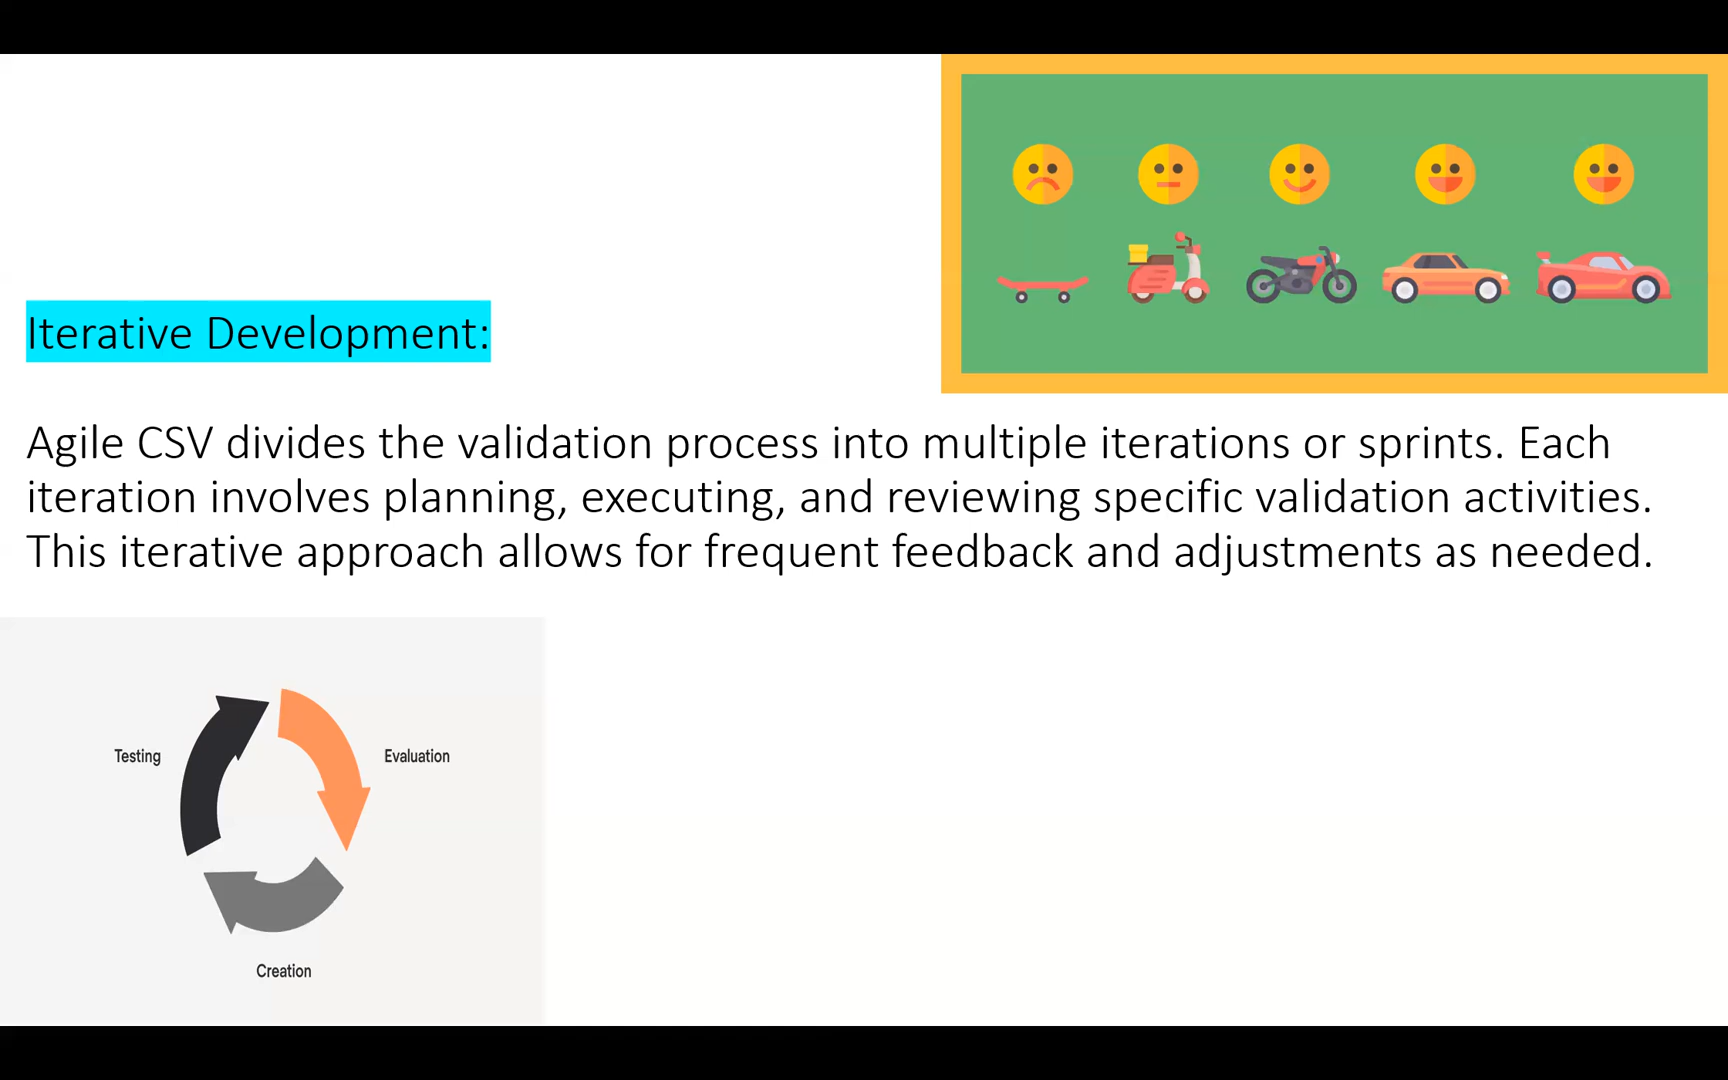 Iterative Development:
Agile CSV divides the validation process into multiple iterations or sprints. Each
iteration involves planning, executing, and reviewing specific validation activities.
This iterative approach allows for frequent feedback and adjustments as needed.
Testing
Evaluation
Creation